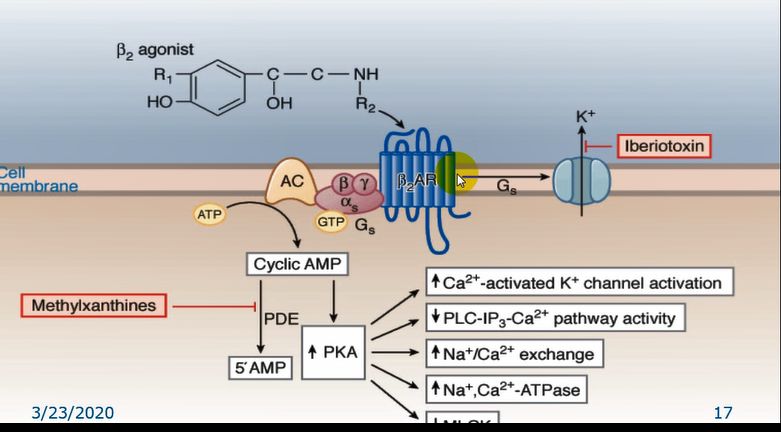 β₂ agonist
R₁
C — C — NH
HO
OH
R₂
K⁺
Iberiotoxin
Cell
membrane
AC
β γ
αₛ
GTP
Gₛ
β₂AR
Gₛ
ATP
Cyclic AMP
Methylxanthines
PDE
5′AMP
↑ PKA
↑ Ca²⁺-activated K⁺ channel activation
↓ PLC-IP₃-Ca²⁺ pathway activity
↑ Na⁺/Ca²⁺ exchange
↑ Na⁺,Ca²⁺-ATPase
↓ MLCK
3/23/2020
17